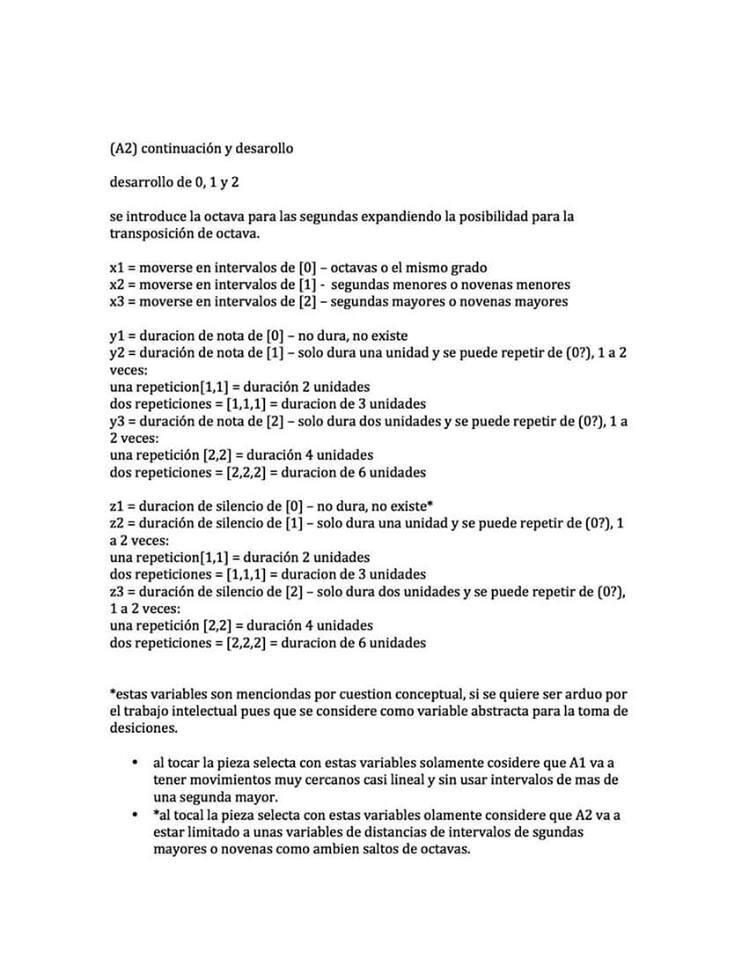 (A2) continuación y desarollo
desarrollo de 0, 1 y 2
se introduce la octava para las segundas expandiendo la posibilidad para la
transposición de octava.
x1 = moverse en intervalos de [0] – octavas o el mismo grado
x2 = moverse en intervalos de [1] - segundas menores o novenas menores
x3 = moverse en intervalos de [2] – segundas mayores o novenas mayores
y1 = duracion de nota de [0] – no dura, no existe
y2 = duración de nota de [1] – solo dura una unidad y se puede repetir de (0?), 1 a 2
veces:
una repeticion[1,1] = duración 2 unidades
dos repeticiones = [1,1,1] = duracion de 3 unidades
y3 = duración de nota de [2] – solo dura dos unidades y se puede repetir de (0?), 1 a
2 veces:
una repetición [2,2] = duración 4 unidades
dos repeticiones = [2,2,2] = duracion de 6 unidades
z1 = duracion de silencio de [0] – no dura, no existe*
z2 = duración de silencio de [1] – solo dura una unidad y se puede repetir de (0?), 1
a 2 veces:
una repeticion[1,1] = duración 2 unidades
dos repeticiones = [1,1,1] = duracion de 3 unidades
z3 = duración de silencio de [2] – solo dura dos unidades y se puede repetir de (0?),
1 a 2 veces:
una repetición [2,2] = duración 4 unidades
dos repeticiones = [2,2,2] = duracion de 6 unidades
*estas variables son menciondas por cuestion conceptual, si se quiere ser arduo por
el trabajo intelectual pues que se considere como variable abstracta para la toma de
desiciones.
• al tocar la pieza selecta con estas variables solamente cosidere que A1 va a
tener movimientos muy cercanos casi lineal y sin usar intervalos de mas de
una segunda mayor.
• *al tocal la pieza selecta con estas variables olamente considere que A2 va a
estar limitado a unas variables de distancias de intervalos de sgundas
mayores o novenas como ambien saltos de octavas.